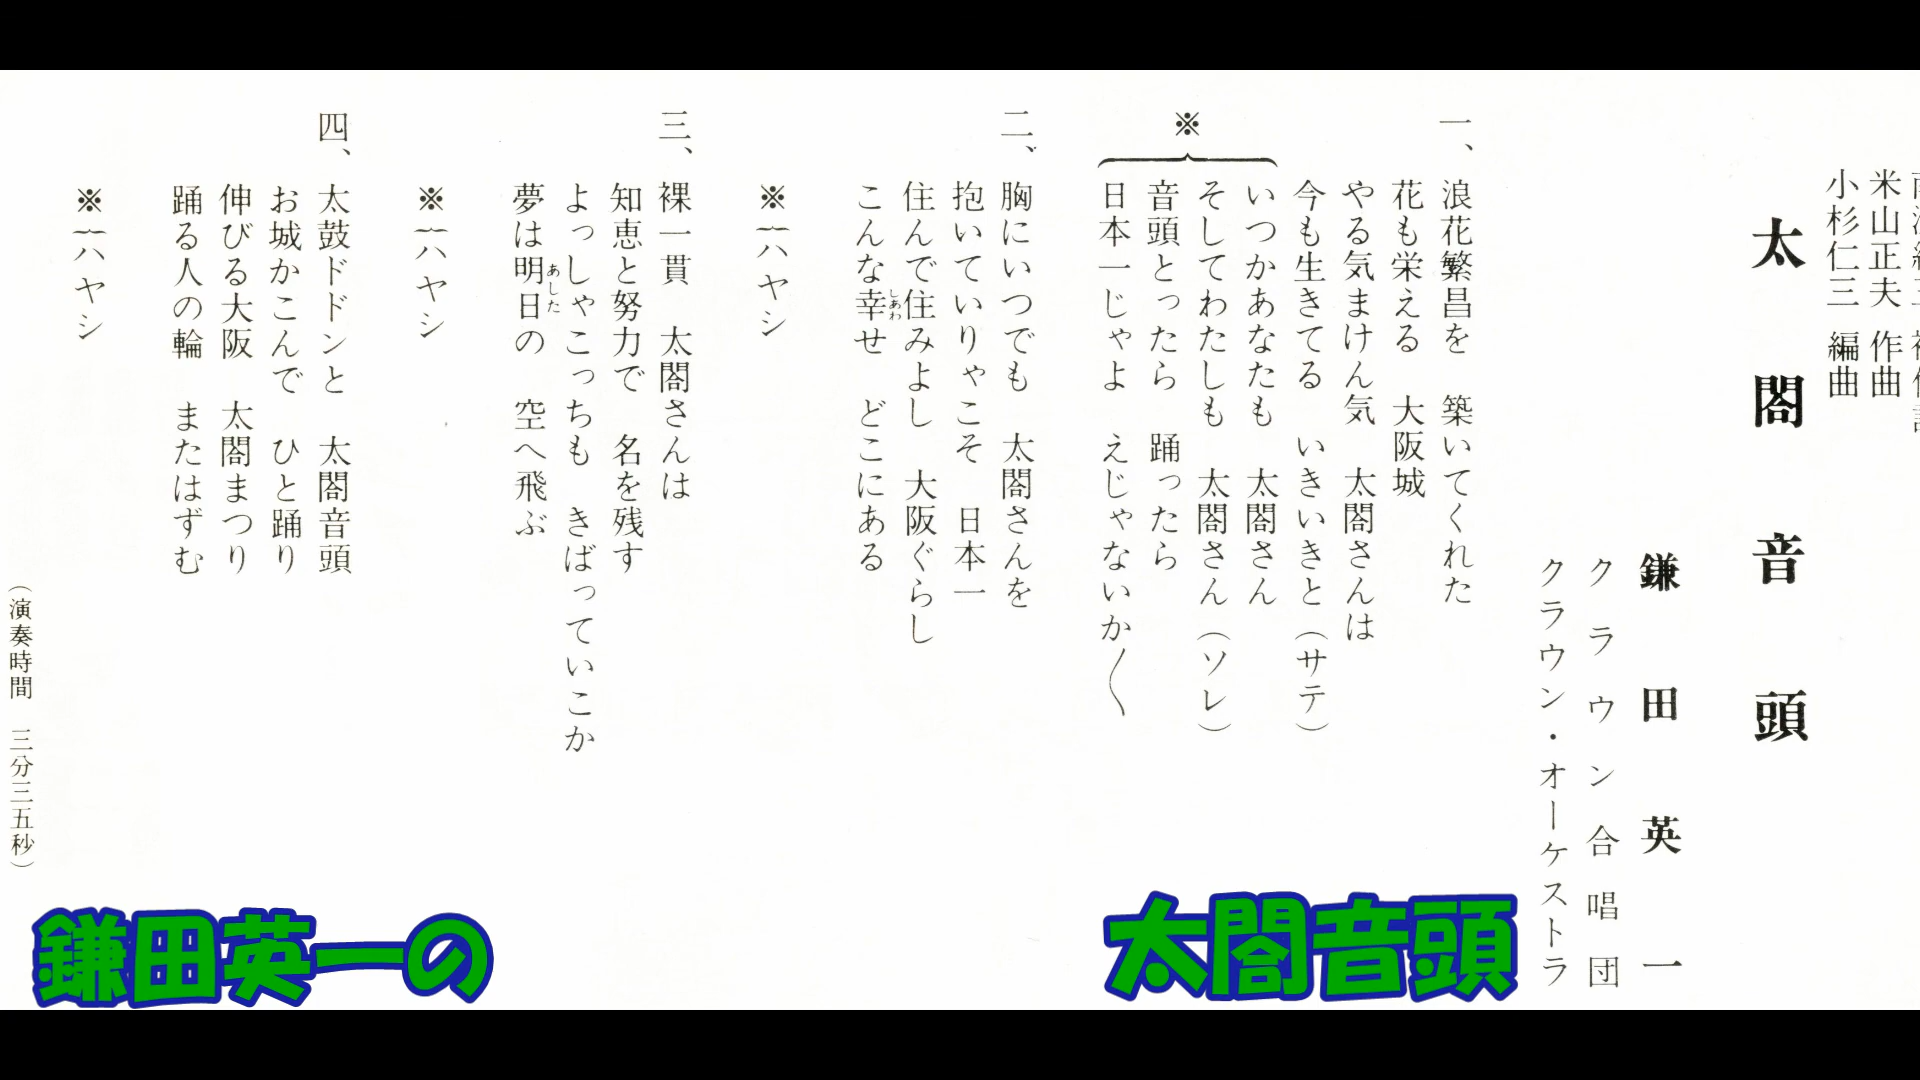 米山正夫 作曲
小杉仁三 編曲
太閤音頭
鎌田英一
クラウン合唱団
クラウン・オーケストラ
一、
浪花繁昌を 築いてくれた
花も栄える 大阪城
やる気まけん気 太閤さんは
今も生きてる いきいきと(サテ)
※
いつかあなたも 太閤さん
そしてわたしも 太閤さん(ソレ)
音頭とったら 踊ったら
日本一じゃよ えじゃないか〱
二、
胸にいつでも 太閤さんを
抱いていりゃこそ 日本一
住んで住みよし 大阪ぐらし
こんな幸せ どこにある
しあわ
※{ハヤシ
三、
裸一貫 太閤さんは
知恵と努力で 名を残す
よっしゃこっちも きばっていこか
夢は明日の 空へ飛ぶ
あした
※{ハヤシ
四、
太鼓ドドンと 太閤音頭
お城かこんで ひと踊り
伸びる大阪 太閤まつり
踊る人の輪 またはずむ
※{ハヤシ
(演奏時間 三分三五秒)
鎌田英一の
太閤音頭